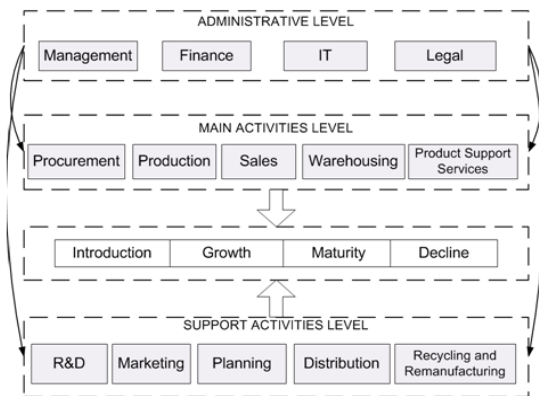 ADMINISTRATIVE LEVEL
Management Finance IT Legal
MAIN ACTIVITIES LEVEL
Procurement Production Sales Warehousing Product Support
Services
Introduction Growth Maturity Decline
SUPPORT ACTIVITIES LEVEL
R&D Marketing Planning Distribution Recycling and
Remanufacturing